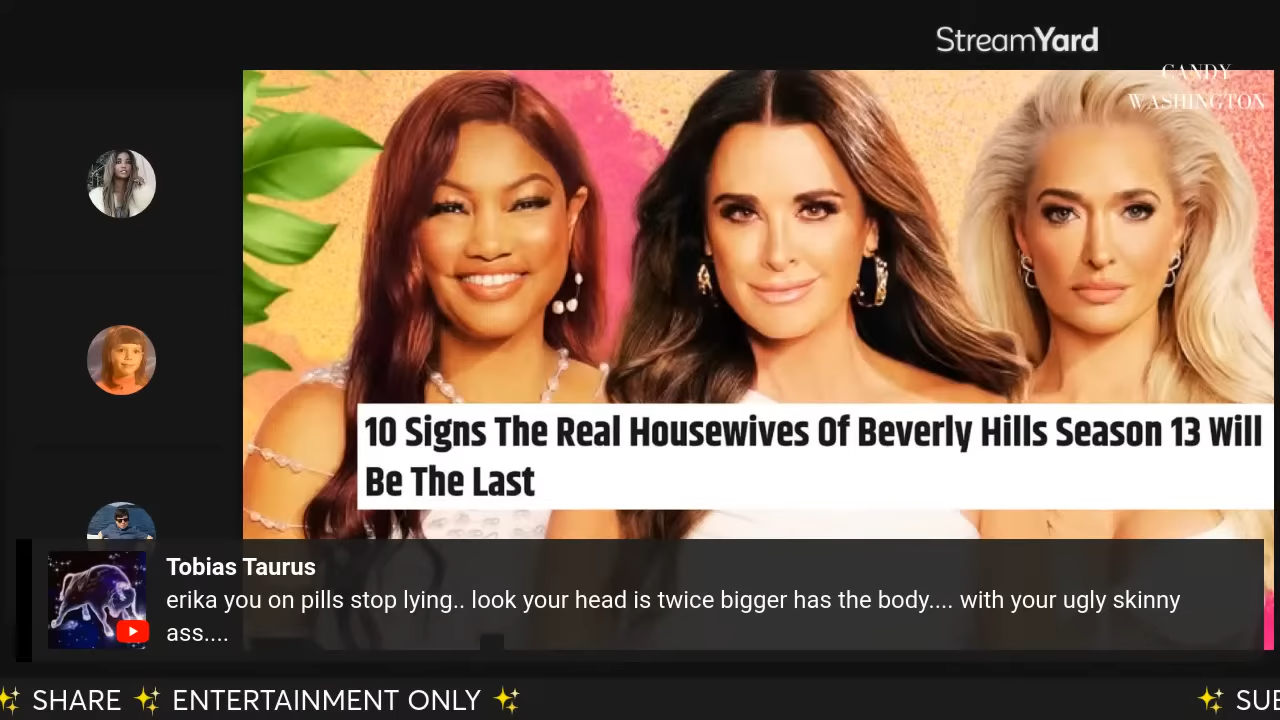 StreamYard
CANDY
WASHINGTON
10 Signs The Real Housewives Of Beverly Hills Season 13 Will
Be The Last
Tobias Taurus
erika you on pills stop lying.. look your head is twice bigger has the body.... with your ugly skinny
ass....
✨ SHARE ✨ ENTERTAINMENT ONLY ✨ ✨ SUB